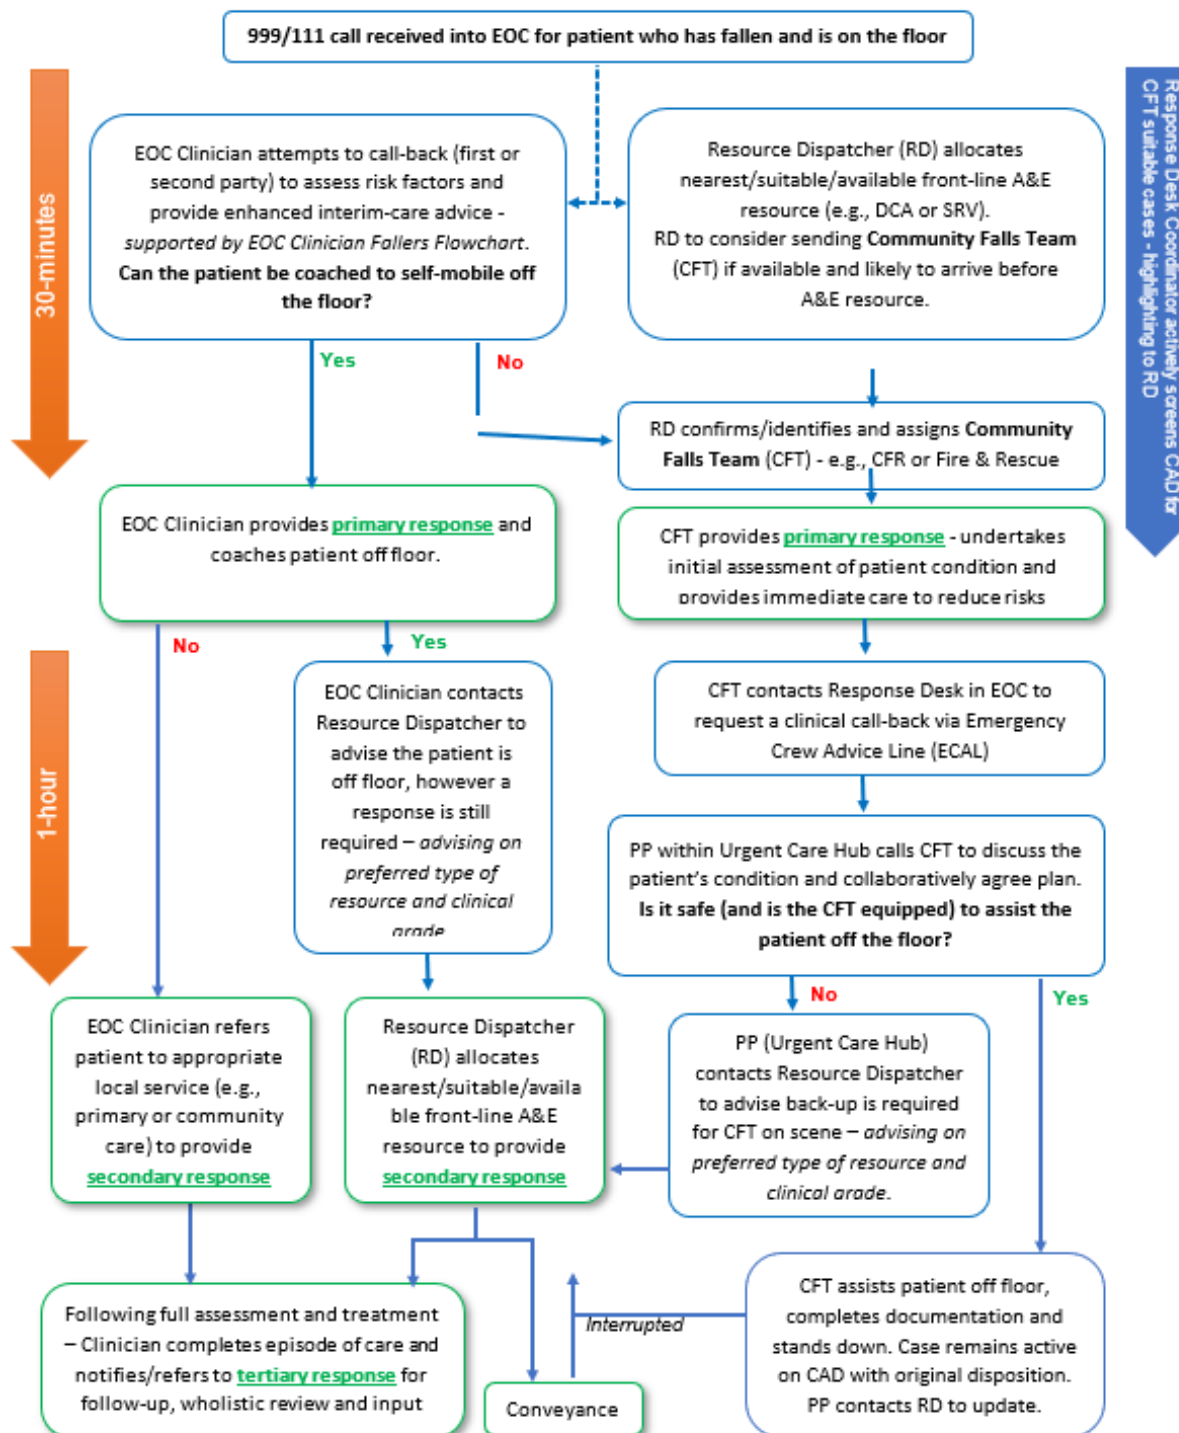 999/111 call received into EOC for patient who has fallen and is on the floor
30-minutes
EOC Clinician attempts to call-back (first or
second party) to assess risk factors and
provide enhanced interim-care advice -
supported by EOC Clinician Fallers Flowchart.
Can the patient be coached to self-mobile off
the floor?
Resource Dispatcher (RD) allocates
nearest/suitable/available front-line A&E
resource (e.g., DCA or SRV).
RD to consider sending Community Falls Team
(CFT) if available and likely to arrive before
A&E resource.
Response Desk Coordinator actively screens CAD for
CFT suitable cases - highlighting to RD
Yes
No
RD confirms/identifies and assigns Community
Falls Team (CFT) - e.g., CFR or Fire & Rescue
EOC Clinician provides primary response and
coaches patient off floor.
CFT provides primary response - undertakes
initial assessment of patient condition and
provides immediate care to reduce risks
No
Yes
1-hour
EOC Clinician contacts
Resource Dispatcher to
advise the patient is
off floor, however a
response is still
required – advising on
preferred type of
resource and clinical
grade
CFT contacts Response Desk in EOC to
request a clinical call-back via Emergency
Crew Advice Line (ECAL)
PP within Urgent Care Hub calls CFT to discuss the
patient's condition and collaboratively agree plan.
Is it safe (and is the CFT equipped) to assist the
patient off the floor?
No
Yes
EOC Clinician refers
patient to appropriate
local service (e.g.,
primary or community
care) to provide
secondary response
Resource Dispatcher
(RD) allocates
nearest/suitable/availa
ble front-line A&E
resource to provide
secondary response
PP (Urgent Care Hub)
contacts Resource Dispatcher
to advise back-up is required
for CFT on scene – advising on
preferred type of resource and
clinical grade.
Following full assessment and treatment
– Clinician completes episode of care and
notifies/refers to tertiary response for
follow-up, wholistic review and input
Interrupted
Conveyance
CFT assists patient off floor,
completes documentation and
stands down. Case remains active
on CAD with original disposition.
PP contacts RD to update.